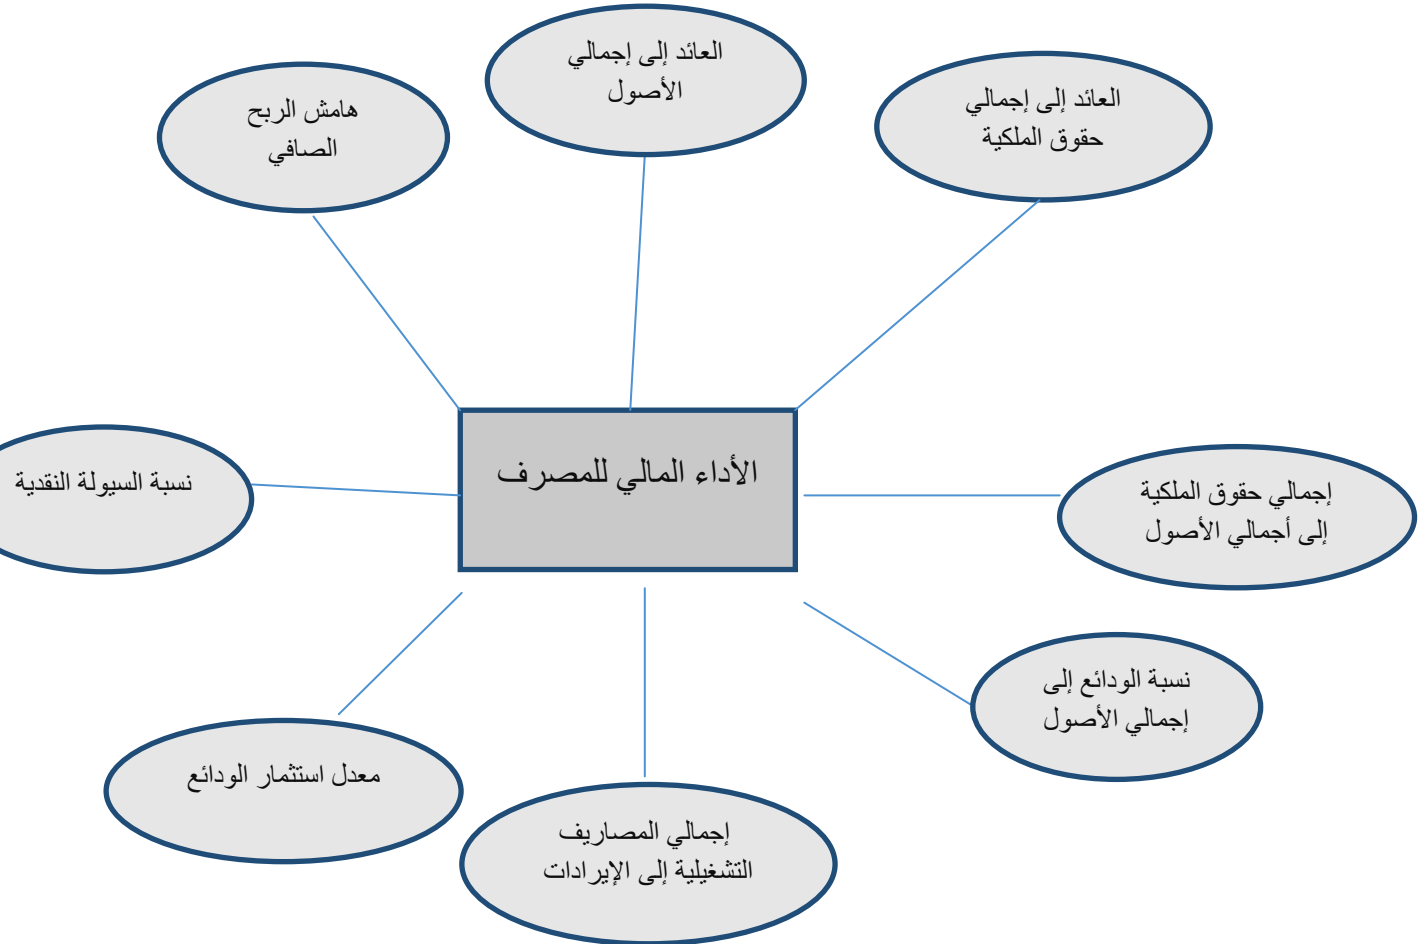 العائد إلى إجمالي
الأصول
العائد إلى إجمالي
حقوق الملكية
هامش الربح
الصافي
الأداء المالي للمصرف
نسبة السيولة النقدية
إجمالي حقوق الملكية
إلى أجمالي الأصول
نسبة الودائع إلى
إجمالي الأصول
معدل استثمار الودائع
إجمالي المصاريف
التشغيلية إلى الإيرادات